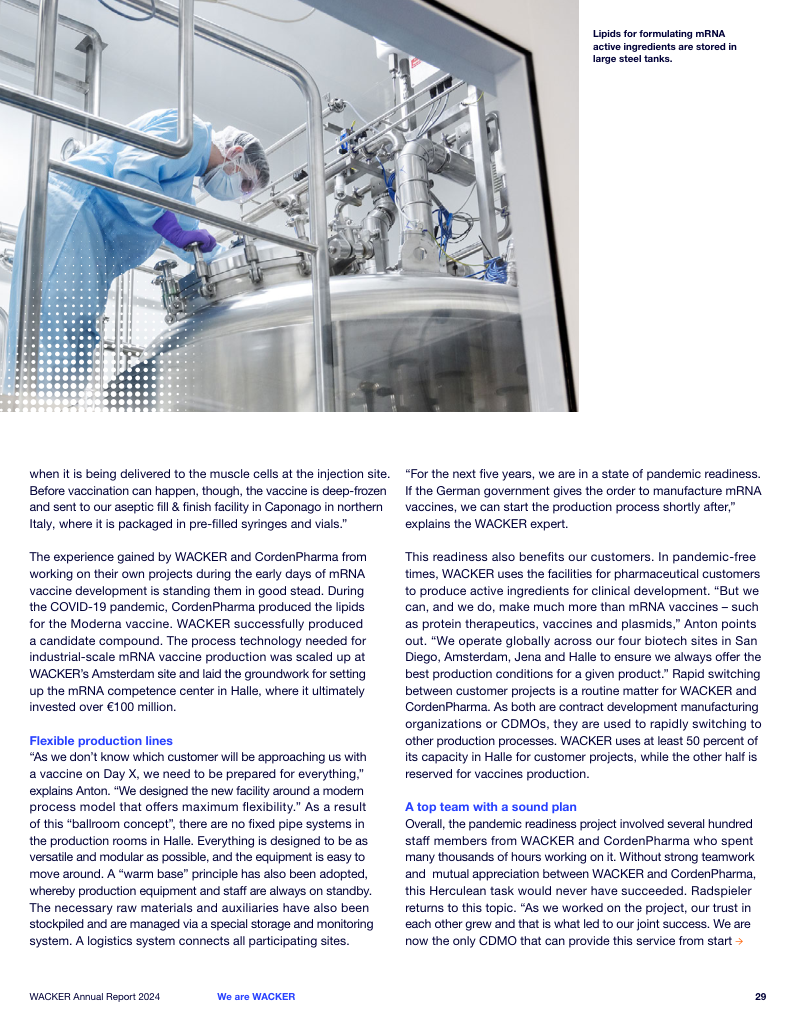 Lipids for formulating mRNA
active ingredients are stored in
large steel tanks.
when it is being delivered to the muscle cells at the injection site.
Before vaccination can happen, though, the vaccine is deep-frozen
and sent to our aseptic fill & finish facility in Caponago in northern
Italy, where it is packaged in pre-filled syringes and vials.”
The experience gained by WACKER and CordenPharma from
working on their own projects during the early days of mRNA
vaccine development is standing them in good stead. During
the COVID-19 pandemic, CordenPharma produced the lipids
for the Moderna vaccine. WACKER successfully produced
a candidate compound. The process technology needed for
industrial-scale mRNA vaccine production was scaled up at
WACKER’s Amsterdam site and laid the groundwork for setting
up the mRNA competence center in Halle, where it ultimately
invested over €100 million.
Flexible production lines
“As we don’t know which customer will be approaching us with
a vaccine on Day X, we need to be prepared for everything,”
explains Anton. “We designed the new facility around a modern
process model that offers maximum flexibility.” As a result
of this “ballroom concept”, there are no fixed pipe systems in
the production rooms in Halle. Everything is designed to be as
versatile and modular as possible, and the equipment is easy to
move around. A “warm base” principle has also been adopted,
whereby production equipment and staff are always on standby.
The necessary raw materials and auxiliaries have also been
stockpiled and are managed via a special storage and monitoring
system. A logistics system connects all participating sites.
“For the next five years, we are in a state of pandemic readiness.
If the German government gives the order to manufacture mRNA
vaccines, we can start the production process shortly after,”
explains the WACKER expert.
This readiness also benefits our customers. In pandemic-free
times, WACKER uses the facilities for pharmaceutical customers
to produce active ingredients for clinical development. “But we
can, and we do, make much more than mRNA vaccines – such
as protein therapeutics, vaccines and plasmids,” Anton points
out. “We operate globally across our four biotech sites in San
Diego, Amsterdam, Jena and Halle to ensure we always offer the
best production conditions for a given product.” Rapid switching
between customer projects is a routine matter for WACKER and
CordenPharma. As both are contract development manufacturing
organizations or CDMOs, they are used to rapidly switching to
other production processes. WACKER uses at least 50 percent of
its capacity in Halle for customer projects, while the other half is
reserved for vaccines production.
A top team with a sound plan
Overall, the pandemic readiness project involved several hundred
staff members from WACKER and CordenPharma who spent
many thousands of hours working on it. Without strong teamwork
and mutual appreciation between WACKER and CordenPharma,
this Herculean task would never have succeeded. Radspieler
returns to this topic. “As we worked on the project, our trust in
each other grew and that is what led to our joint success. We are
now the only CDMO that can provide this service from start →
WACKER Annual Report 2024
We are WACKER
29